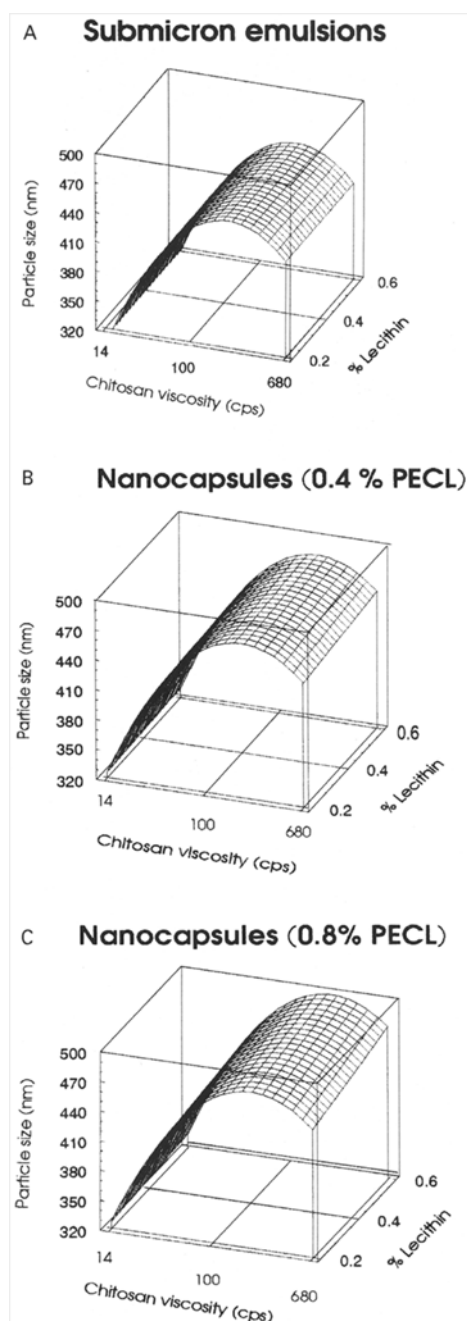 A
Submicron emulsions
500
470
440
410
380
350
320
Particle size (nm)
14
100
680
Chitosan viscosity (cps)
0.2
0.4
0.6
% Lecithin
B
Nanocapsules (0.4 % PECL)
500
470
440
410
380
350
320
Particle size (nm)
14
100
680
Chitosan viscosity (cps)
0.2
0.4
0.6
% Lecithin
C
Nanocapsules (0.8% PECL)
500
470
440
410
380
350
320
Particle size (nm)
14
100
680
Chitosan viscosity (cps)
0.2
0.4
0.6
% Lecithin